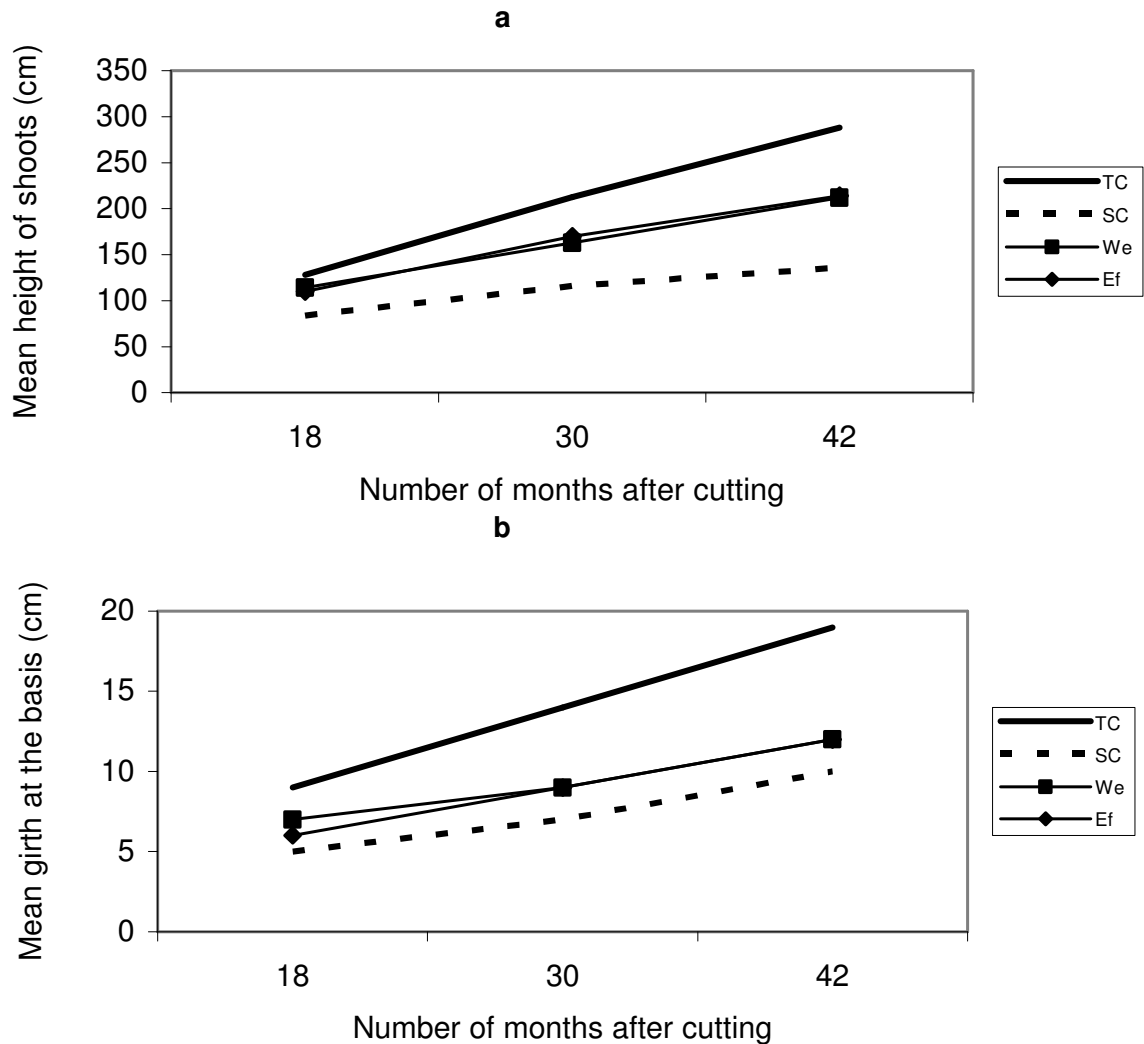 a
Mean height of shoots (cm)
350
300
250
200
150
100
50
0
18 30 42
Number of months after cutting
TC
SC
We
Ef
b
Mean girth at the basis (cm)
20
15
10
5
0
18 30 42
Number of months after cutting
TC
SC
We
Ef